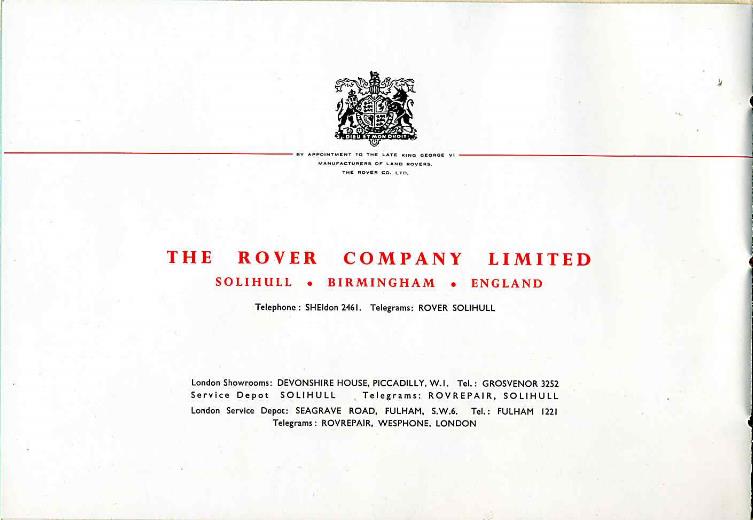 DIEU ET MON DROIT
BY APPOINTMENT TO THE LATE KING GEORGE VI
MANUFACTURERS OF LAND ROVERS.
THE ROVER CO. LTD.
THE ROVER COMPANY LIMITED
SOLIHULL • BIRMINGHAM • ENGLAND
Telephone : SHEldon 2461. Telegrams: ROVER SOLIHULL
London Showrooms: DEVONSHIRE HOUSE, PICCADILLY, W.1. Tel.: GROSVENOR 3252
Service Depot SOLIHULL Telegrams: ROVREPAIR, SOLIHULL
London Service Depot: SEAGRAVE ROAD, FULHAM, S.W.6. Tel.: FULHAM 1221
Telegrams : ROVREPAIR, WESPHONE, LONDON